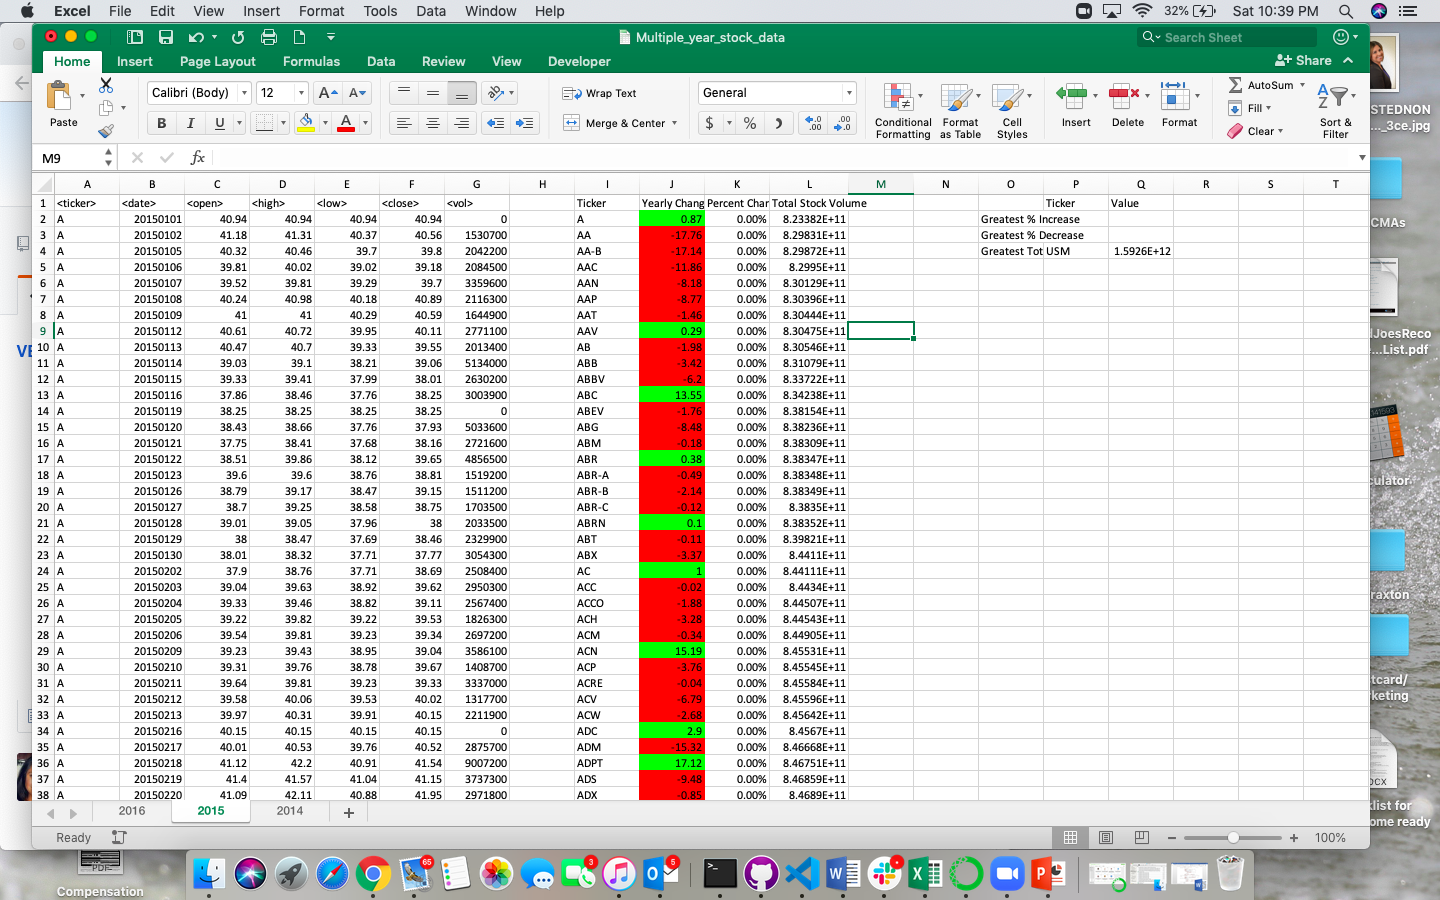 Excel File Edit View Insert Format Tools Data Window Help 32% Sat 10:39 PM
Multiple_year_stock_data Search Sheet
Home Insert Page Layout Formulas Data Review View Developer Share
Paste Calibri (Body) 12 A A Wrap Text General Conditional Formatting Format as Table Cell Styles Insert Delete Format AutoSum Fill Clear Sort & Filter
B I U A Merge & Center $ % )
M9 fx
A B C D E F G H I J K L M N O P Q R S T
1 <ticker> <date> <open> <high> <low> <close> <vol> Ticker Yearly Chang Percent Char Total Stock Volume Ticker Value
2 A 20150101 40.94 40.94 40.94 40.94 0 A 0.87 0.00% 8.23382E+11 Greatest % Increase
3 A 20150102 41.18 41.31 40.37 40.56 1530700 AA -17.76 0.00% 8.29831E+11 Greatest % Decrease
4 A 20150105 40.32 40.46 39.7 39.8 2042200 AA-B -17.14 0.00% 8.29872E+11 Greatest Tot USM 1.5926E+12
5 A 20150106 39.81 40.02 39.02 39.18 2084500 AAC -11.86 0.00% 8.2995E+11
6 A 20150107 39.52 39.81 39.29 39.7 3359600 AAN -8.18 0.00% 8.30129E+11
7 A 20150108 40.24 40.98 40.18 40.89 2116300 AAP -8.77 0.00% 8.30396E+11
8 A 20150109 41 41 40.29 40.59 1644900 AAT -1.46 0.00% 8.30444E+11
9 A 20150112 40.61 40.72 39.95 40.11 2771100 AAV 0.29 0.00% 8.30475E+11
10 A 20150113 40.47 40.7 39.33 39.55 2013400 AB -1.98 0.00% 8.30546E+11
11 A 20150114 39.03 39.1 38.21 39.06 5134000 ABB -3.42 0.00% 8.31079E+11
12 A 20150115 39.33 39.41 37.99 38.01 2630200 ABBV -6.2 0.00% 8.33722E+11
13 A 20150116 37.86 38.46 37.76 38.25 3003900 ABC 13.55 0.00% 8.34238E+11
14 A 20150119 38.25 38.25 38.25 38.25 0 ABEV -1.76 0.00% 8.38154E+11
15 A 20150120 38.43 38.66 37.76 37.93 5033600 ABG -8.48 0.00% 8.38236E+11
16 A 20150121 37.75 38.41 37.68 38.16 2721600 ABM -0.18 0.00% 8.38309E+11
17 A 20150122 38.51 39.86 38.12 39.65 4856500 ABR 0.38 0.00% 8.38347E+11
18 A 20150123 39.6 39.6 38.76 38.81 1519200 ABR-A -0.49 0.00% 8.38348E+11
19 A 20150126 38.79 39.17 38.47 39.15 1511200 ABR-B -2.14 0.00% 8.38349E+11
20 A 20150127 38.7 39.25 38.58 38.75 1703500 ABR-C -0.12 0.00% 8.3835E+11
21 A 20150128 39.01 39.05 37.96 38 2033500 ABRN 0.1 0.00% 8.38352E+11
22 A 20150129 38 38.47 37.69 38.46 2329900 ABT -0.11 0.00% 8.39821E+11
23 A 20150130 38.01 38.32 37.71 37.77 3054300 ABX -3.37 0.00% 8.4411E+11
24 A 20150202 37.9 38.76 37.71 38.69 2508400 AC 1 0.00% 8.44111E+11
25 A 20150203 39.04 39.63 38.92 39.62 2950300 ACC -0.02 0.00% 8.4434E+11
26 A 20150204 39.33 39.46 38.82 39.11 2567400 ACCO -1.88 0.00% 8.44507E+11
27 A 20150205 39.22 39.82 39.22 39.53 1826300 ACH -3.28 0.00% 8.44543E+11
28 A 20150206 39.54 39.81 39.23 39.34 2697200 ACM -0.34 0.00% 8.44905E+11
29 A 20150209 39.23 39.43 38.95 39.04 3586100 ACN 15.19 0.00% 8.45531E+11
30 A 20150210 39.31 39.76 38.78 39.67 1408700 ACP -3.76 0.00% 8.45545E+11
31 A 20150211 39.64 39.81 39.23 39.33 3337000 ACRE -0.04 0.00% 8.45584E+11
32 A 20150212 39.58 40.06 39.53 40.02 1317700 ACV -6.79 0.00% 8.45596E+11
33 A 20150213 39.97 40.31 39.91 40.15 2211900 ACW -2.68 0.00% 8.45642E+11
34 A 20150216 40.15 40.15 40.15 40.15 0 ADC 2.9 0.00% 8.4567E+11
35 A 20150217 40.01 40.53 39.76 40.52 2875700 ADM -15.32 0.00% 8.46668E+11
36 A 20150218 41.12 42.2 40.91 41.54 9007200 ADPT 17.12 0.00% 8.46751E+11
37 A 20150219 41.4 41.57 41.04 41.15 3737300 ADS -9.48 0.00% 8.46859E+11
38 A 20150220 41.09 42.11 40.88 41.95 2971800 ADX -0.85 0.00% 8.4689E+11
2016 2015 2014 +
Ready 100%
VE
STEDNON
..._3ce.jpg
CMAs
lJoesReco
...List.pdf
culator
raxton
tcard/
keting
OCX
klist for
ome ready
PDF
Compensation
65 3 5